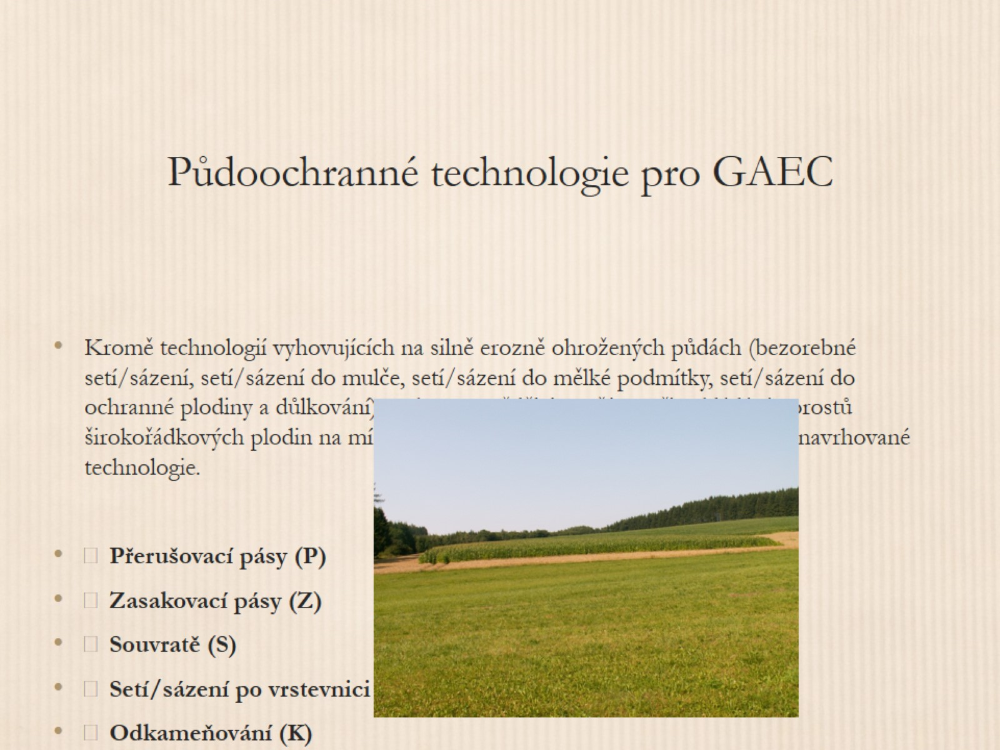 Půdoochranné technologie pro GAEC
• Kromě technologií vyhovujících na silně erozně ohrožených půdách (bezorebné
setí/sázení, setí/sázení do mulče, setí/sázení do mělké podmítky, setí/sázení do
ochranné plodiny a důlkování)
širokořádkových plodin na navrhované
technologie.
• Přerušovací pásy (P)
• Zasakovací pásy (Z)
• Souvratě (S)
• Setí/sázení po vrstevnici
• Odkameňování (K)